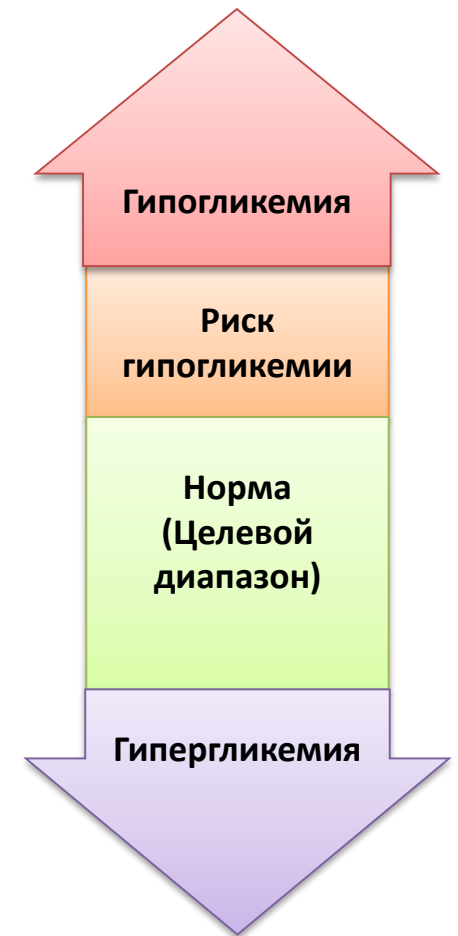 Гипогликемия
Риск
гипогликемии
Норма
(Целевой
диапазон)
Гипергликемия